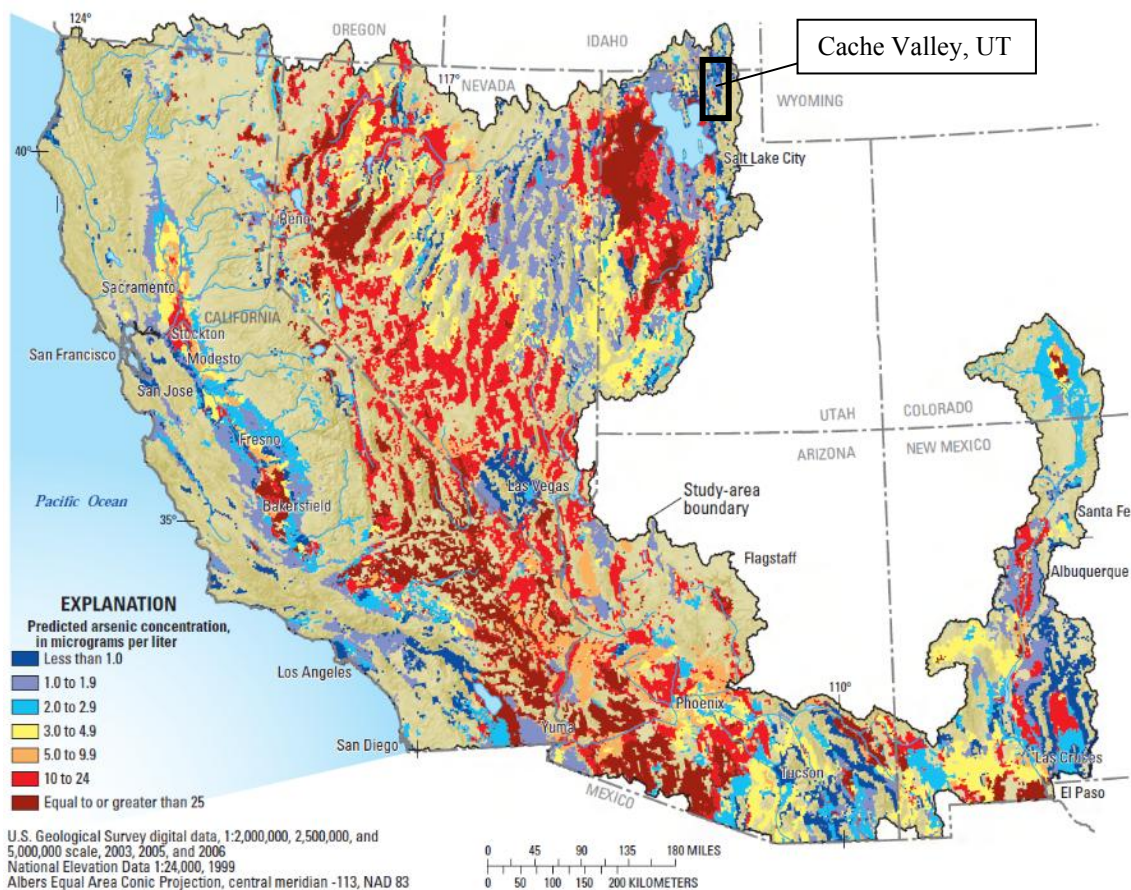 124°
OREGON
IDAHO
Cache Valley, UT
117°
NEVADA
WYOMING
40°
Salt Lake City
Reno
Sacramento
CALIFORNIA
Stockton
San Francisco
Modesto
San Jose
UTAH
COLORADO
Fresno
ARIZONA
NEW MEXICO
Las Vegas
Pacific Ocean
Bakersfield
Study-area
boundary
Santa Fe
35°
Flagstaff
Albuquerque
EXPLANATION
Predicted arsenic concentration,
in micrograms per liter
Less than 1.0
1.0 to 1.9
2.0 to 2.9
3.0 to 4.9
5.0 to 9.9
10 to 24
Equal to or greater than 25
Los Angeles
110°
Phoenix
Yuma
San Diego
Tucson
Las Cruces
El Paso
MEXICO
U.S. Geological Survey digital data, 1:2,000,000, 2,500,000, and
5,000,000 scale, 2003, 2005, and 2006
National Elevation Data 1:24,000, 1999
Albers Equal Area Conic Projection, central meridian -113, NAD 83
0 45 90 135 180 MILES
0 50 100 150 200 KILOMETERS